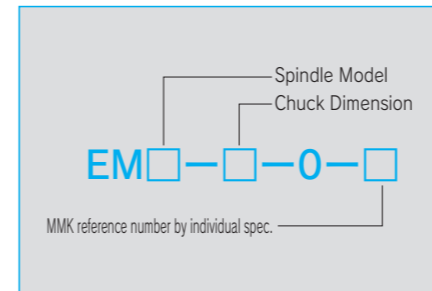 Spindle Model
Chuck Dimension
EM□-□-0-□
MMK reference number by individual spec.